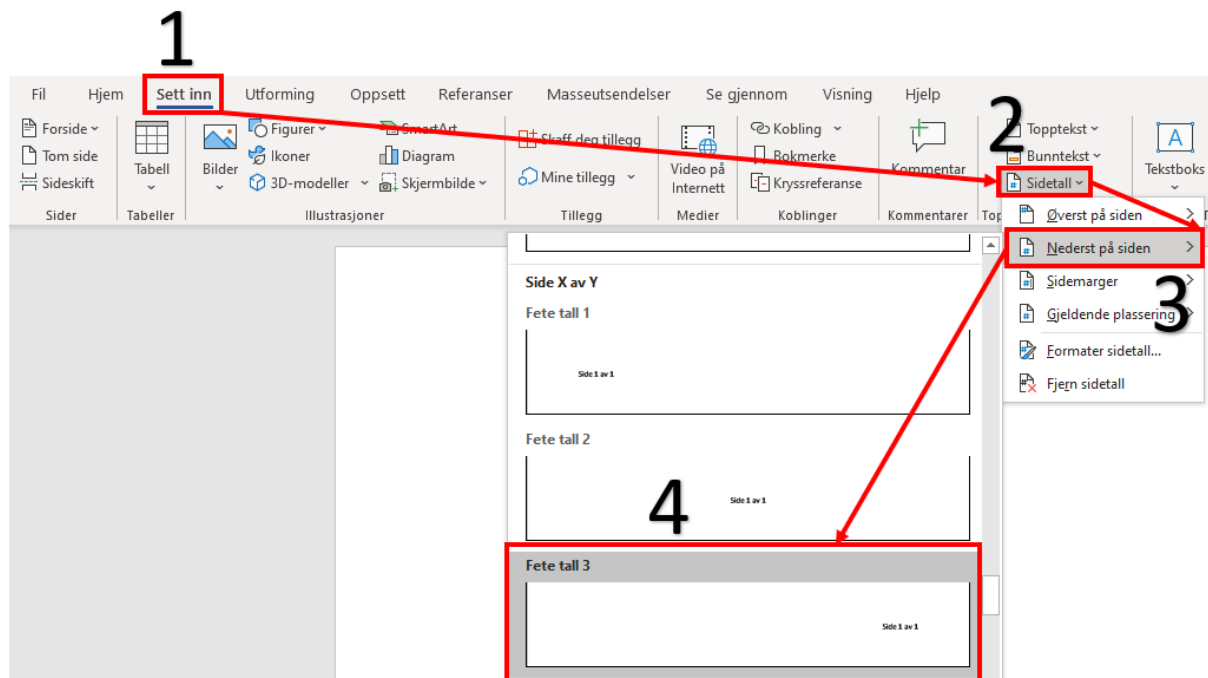 1
Fil Hjem Sett inn Utforming Oppsett Referanser Masseutsendelser Se gjennom Visning Hjelp
2
Forside Figurer SmartArt Skaff deg tillegg Kobling Topptekst
Tom side Tabell Bilder Ikoner Diagram Video på Internett Bokmerke Kommentar Bunntekst Tekstboks
Sideskift 3D-modeller Skjermbilde Mine tillegg Kryssreferanse Sidetall
Sider Tabeller Illustrasjoner Tillegg Medier Koblinger Kommentarer Top
Øverst på siden
Nederst på siden
Sidemarger
3
Gjeldende plassering
Formater sidetall...
Fjern sidetall
Side X av Y
Fete tall 1
Side 1 av 1
Fete tall 2
4
Side 1 av 1
Fete tall 3
Side 1 av 1